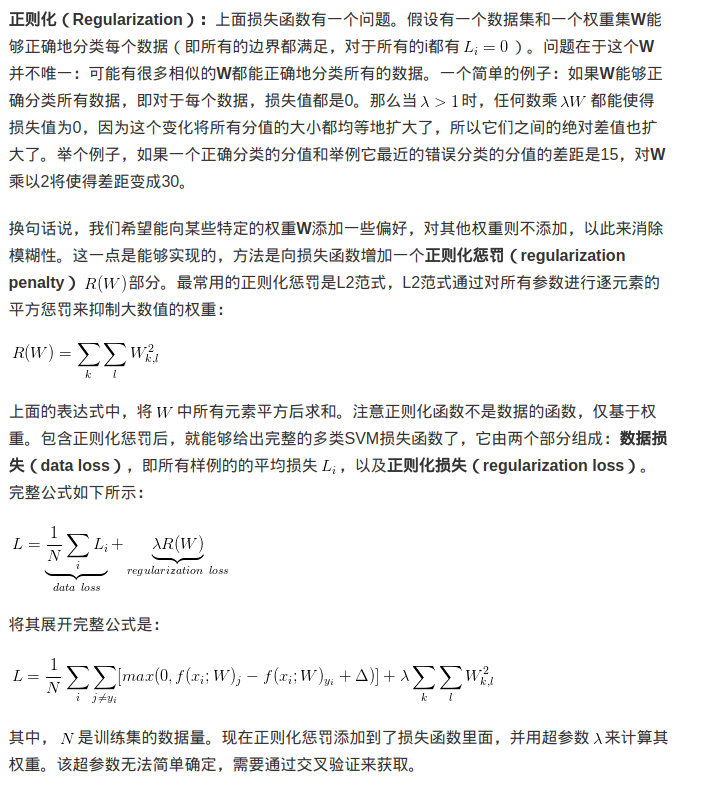 正则化（Regularization）：上面损失函数有一个问题。假设有一个数据集和一个权重集W能
够正确地分类每个数据（即所有的边界都满足，对于所有的i都有 L_i = 0 ）。问题在于这个W
并不唯一：可能有很多相似的W都能正确地分类所有的数据。一个简单的例子：如果W能够正
确分类所有数据，即对于每个数据，损失值都是0。那么当 λ > 1 时，任何数乘 λW 都能使得
损失值为0，因为这个变化将所有分值的大小都均等地扩大了，所以它们之间的绝对差值也扩
大了。举个例子，如果一个正确分类的分值和举例它最近的错误分类的分值的差距是15，对W
乘以2将使得差距变成30。
换句话说，我们希望能向某些特定的权重W添加一些偏好，对其他权重则不添加，以此来消除
模糊性。这一点是能够实现的，方法是向损失函数增加一个正则化惩罚（regularization
penalty）R(W)部分。最常用的正则化惩罚是L2范式，L2范式通过对所有参数进行逐元素的
平方惩罚来抑制大数值的权重：
R(W) = ∑_k ∑_l W_{k,l}^2
上面的表达式中，将 W 中所有元素平方后求和。注意正则化函数不是数据的函数，仅基于权
重。包含正则化惩罚后，就能够给出完整的多类SVM损失函数了，它由两个部分组成：数据损
失（data loss），即所有样例的的平均损失 L_i，以及正则化损失（regularization loss）。
完整公式如下所示：
L = \frac{1}{N} ∑_i L_i + λR(W)
data loss regularization loss
将其展开完整公式是：
L = \frac{1}{N} ∑_i ∑_{j≠y_i} [max(0, f(x_i; W)_j − f(x_i; W)_{y_i} + Δ)] + λ ∑_k ∑_l W_{k,l}^2
其中， N 是训练集的数据量。现在正则化惩罚添加到了损失函数里面，并用超参数 λ 来计算其
权重。该超参数无法简单确定，需要通过交叉验证来获取。